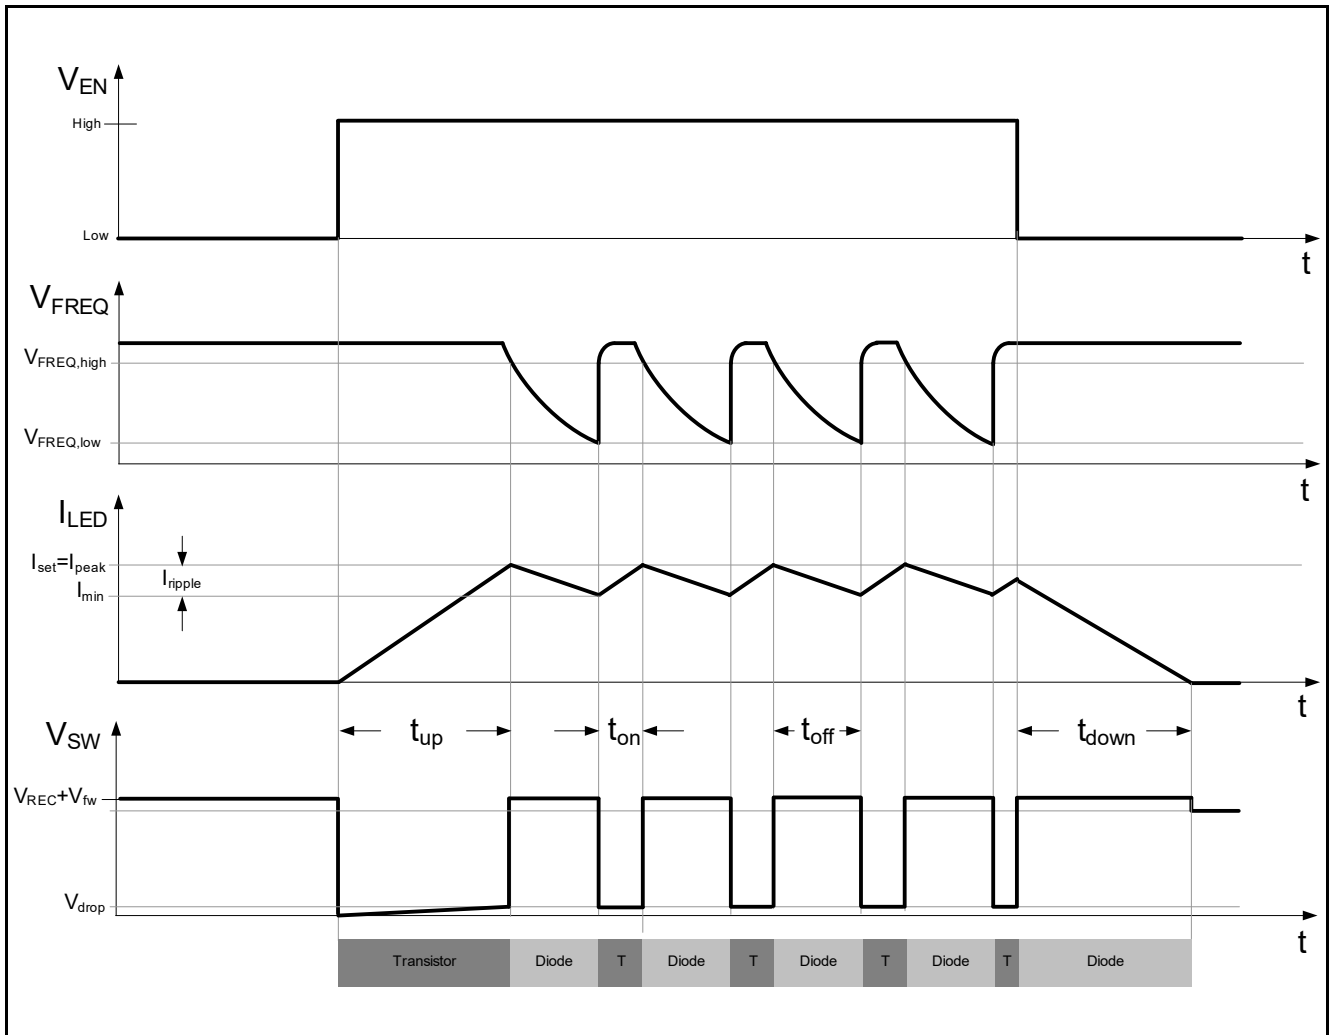 VEN
High
Low
t
VFREQ
VFREQ,high
VFREQ,low
t
ILED
Iset=Ipeak
Iripple
Imin
t
VSW
tup
ton
toff
tdown
VREC+Vfw
Vdrop
t
Transistor Diode T Diode T Diode T Diode T Diode